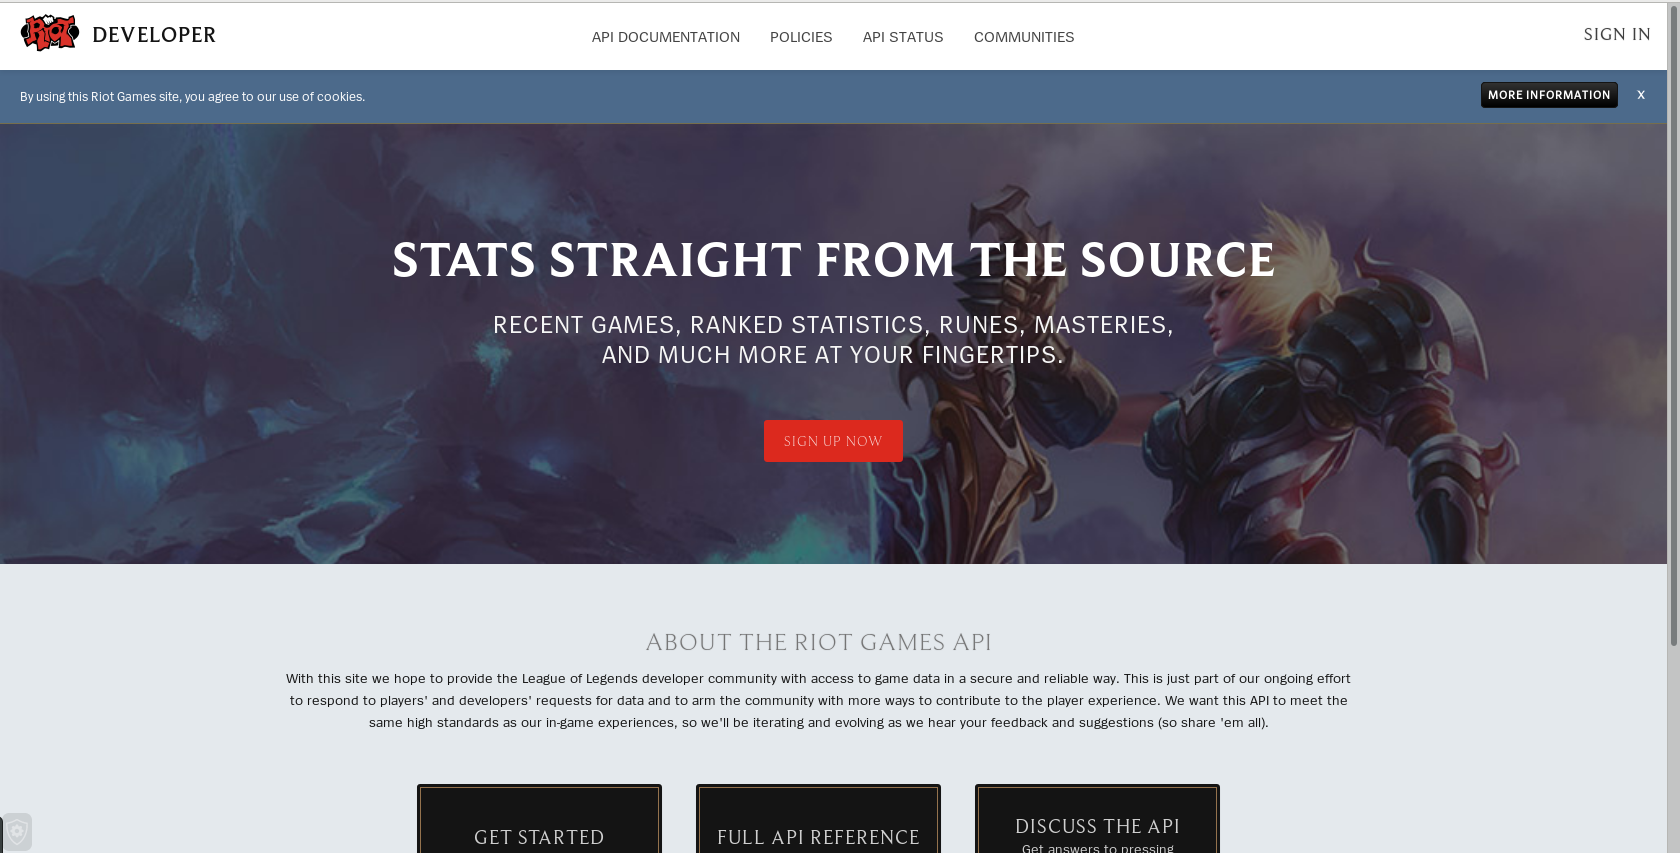 RIOT DEVELOPER
API DOCUMENTATION POLICIES API STATUS COMMUNITIES
SIGN IN
By using this Riot Games site, you agree to our use of cookies.
MORE INFORMATION X
STATS STRAIGHT FROM THE SOURCE
RECENT GAMES, RANKED STATISTICS, RUNES, MASTERIES,
AND MUCH MORE AT YOUR FINGERTIPS.
SIGN UP NOW
ABOUT THE RIOT GAMES API
With this site we hope to provide the League of Legends developer community with access to game data in a secure and reliable way. This is just part of our ongoing effort
to respond to players' and developers' requests for data and to arm the community with more ways to contribute to the player experience. We want this API to meet the
same high standards as our in-game experiences, so we'll be iterating and evolving as we hear your feedback and suggestions (so share 'em all).
GET STARTED
FULL API REFERENCE
DISCUSS THE API
Get answers to pressing